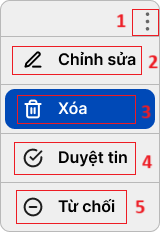 1
Chỉnh sửa 2
Xóa 3
Duyệt tin 4
Từ chối 5